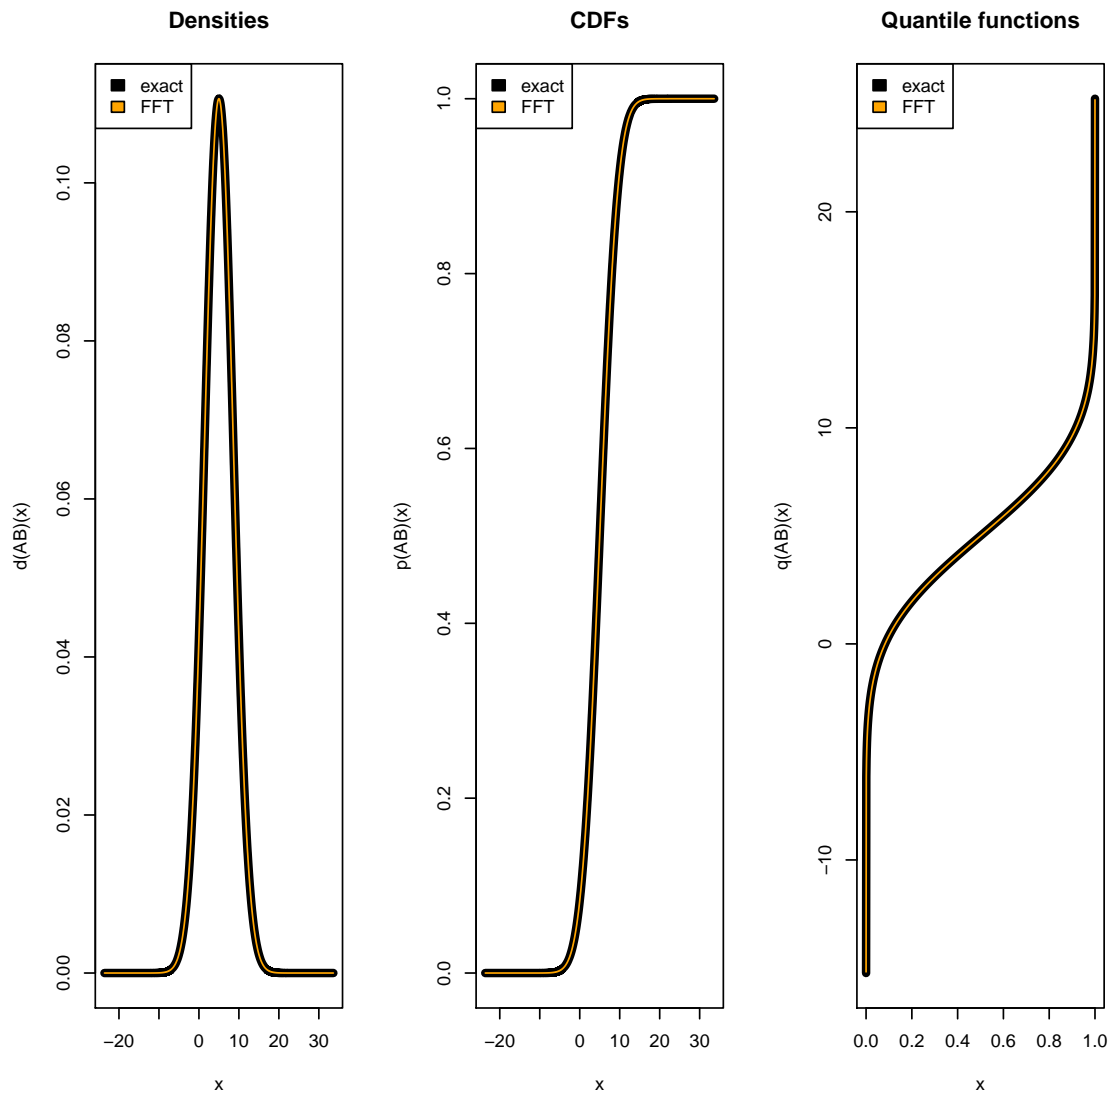 Densities
exact
FFT
d(AB)(x)
0.10
0.08
0.06
0.04
0.02
0.00
−20 0 10 20 30
x
CDFs
exact
FFT
p(AB)(x)
1.0
0.8
0.6
0.4
0.2
0.0
−20 0 10 20 30
x
Quantile functions
exact
FFT
q(AB)(x)
20
10
0
−10
0.0 0.2 0.4 0.6 0.8 1.0
x